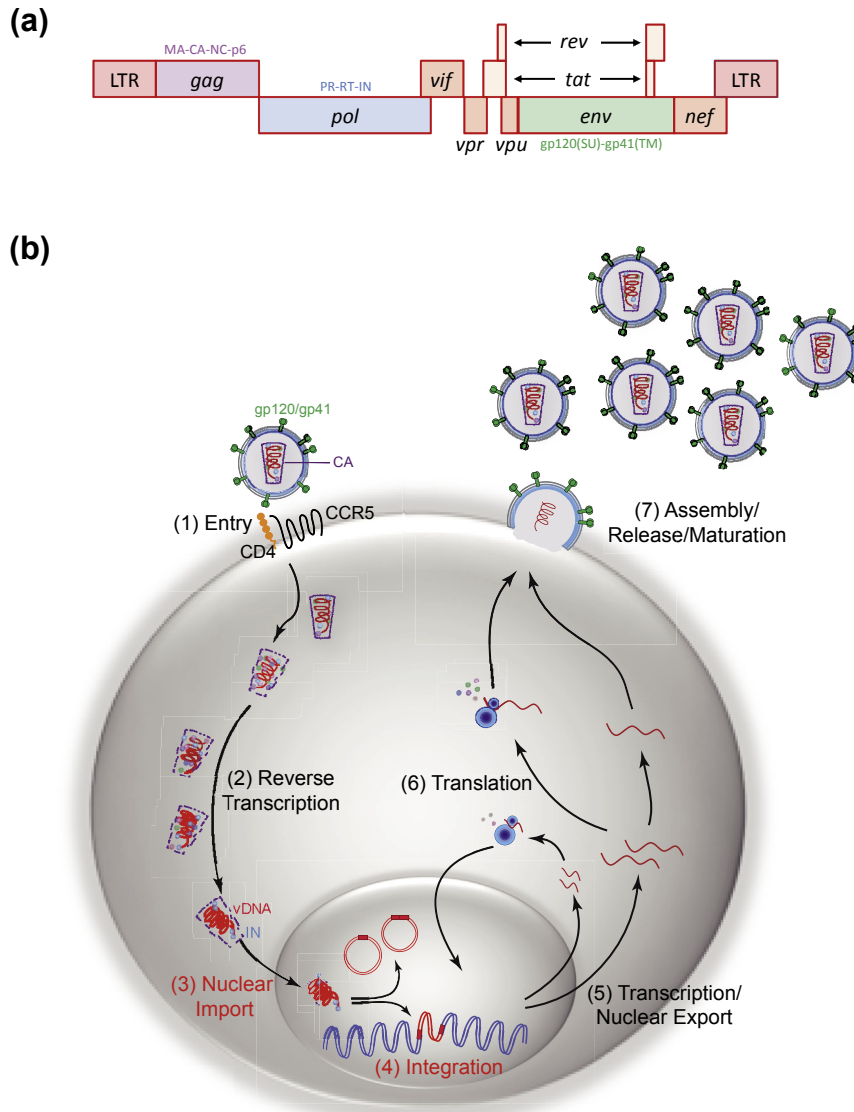 (a)
MA-CA-NC-p6
rev
LTR
gag
PR-RT-IN
vif
tat
LTR
pol
env
nef
vpr
vpu
gp120(SU)-gp41(TM)
(b)
gp120/gp41
CA
(1) Entry
CCR5
CD4
(7) Assembly/
Release/Maturation
(2) Reverse
Transcription
(6) Translation
vDNA
IN
(3) Nuclear
Import
(5) Transcription/
Nuclear Export
(4) Integration